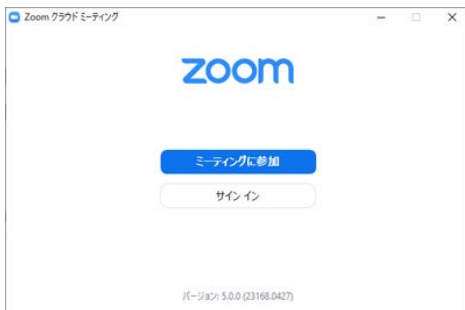 Zoom クラウド ミーティング
zoom
ミーティングに参加
サイン イン
バージョン: 5.0.0 (23168.0427)